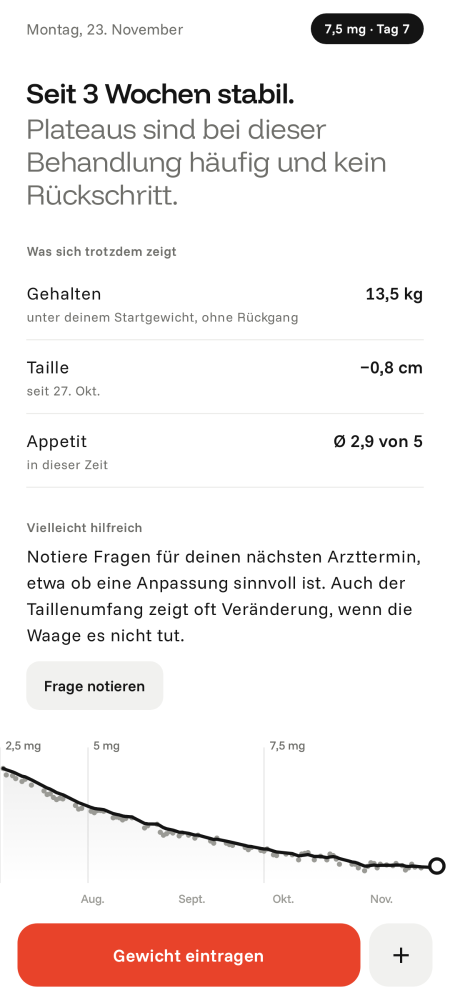 Montag, 23. November
7,5 mg · Tag 7
Seit 3 Wochen stabil.
Plateaus sind bei dieser
Behandlung häufig und kein
Rückschritt.
Was sich trotzdem zeigt
Gehalten
13,5 kg
unter deinem Startgewicht, ohne Rückgang
Taille
−0,8 cm
seit 27. Okt.
Appetit
Ø 2,9 von 5
in dieser Zeit
Vielleicht hilfreich
Notiere Fragen für deinen nächsten Arzttermin,
etwa ob eine Anpassung sinnvoll ist. Auch der
Taillenumfang zeigt oft Veränderung, wenn die
Waage es nicht tut.
Frage notieren
2,5 mg
5 mg
7,5 mg
Aug.
Sept.
Okt.
Nov.
Gewicht eintragen
+